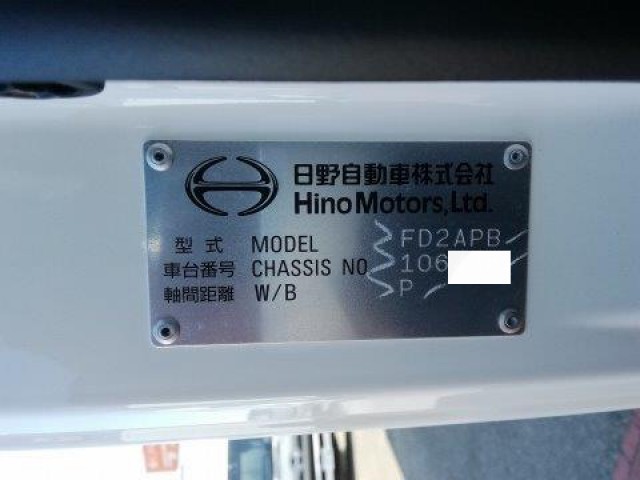 日野自動車株式会社
Hino Motors, Ltd.
型式 MODEL FD2APB
車台番号 CHASSIS NO 106
軸間距離 W/B P